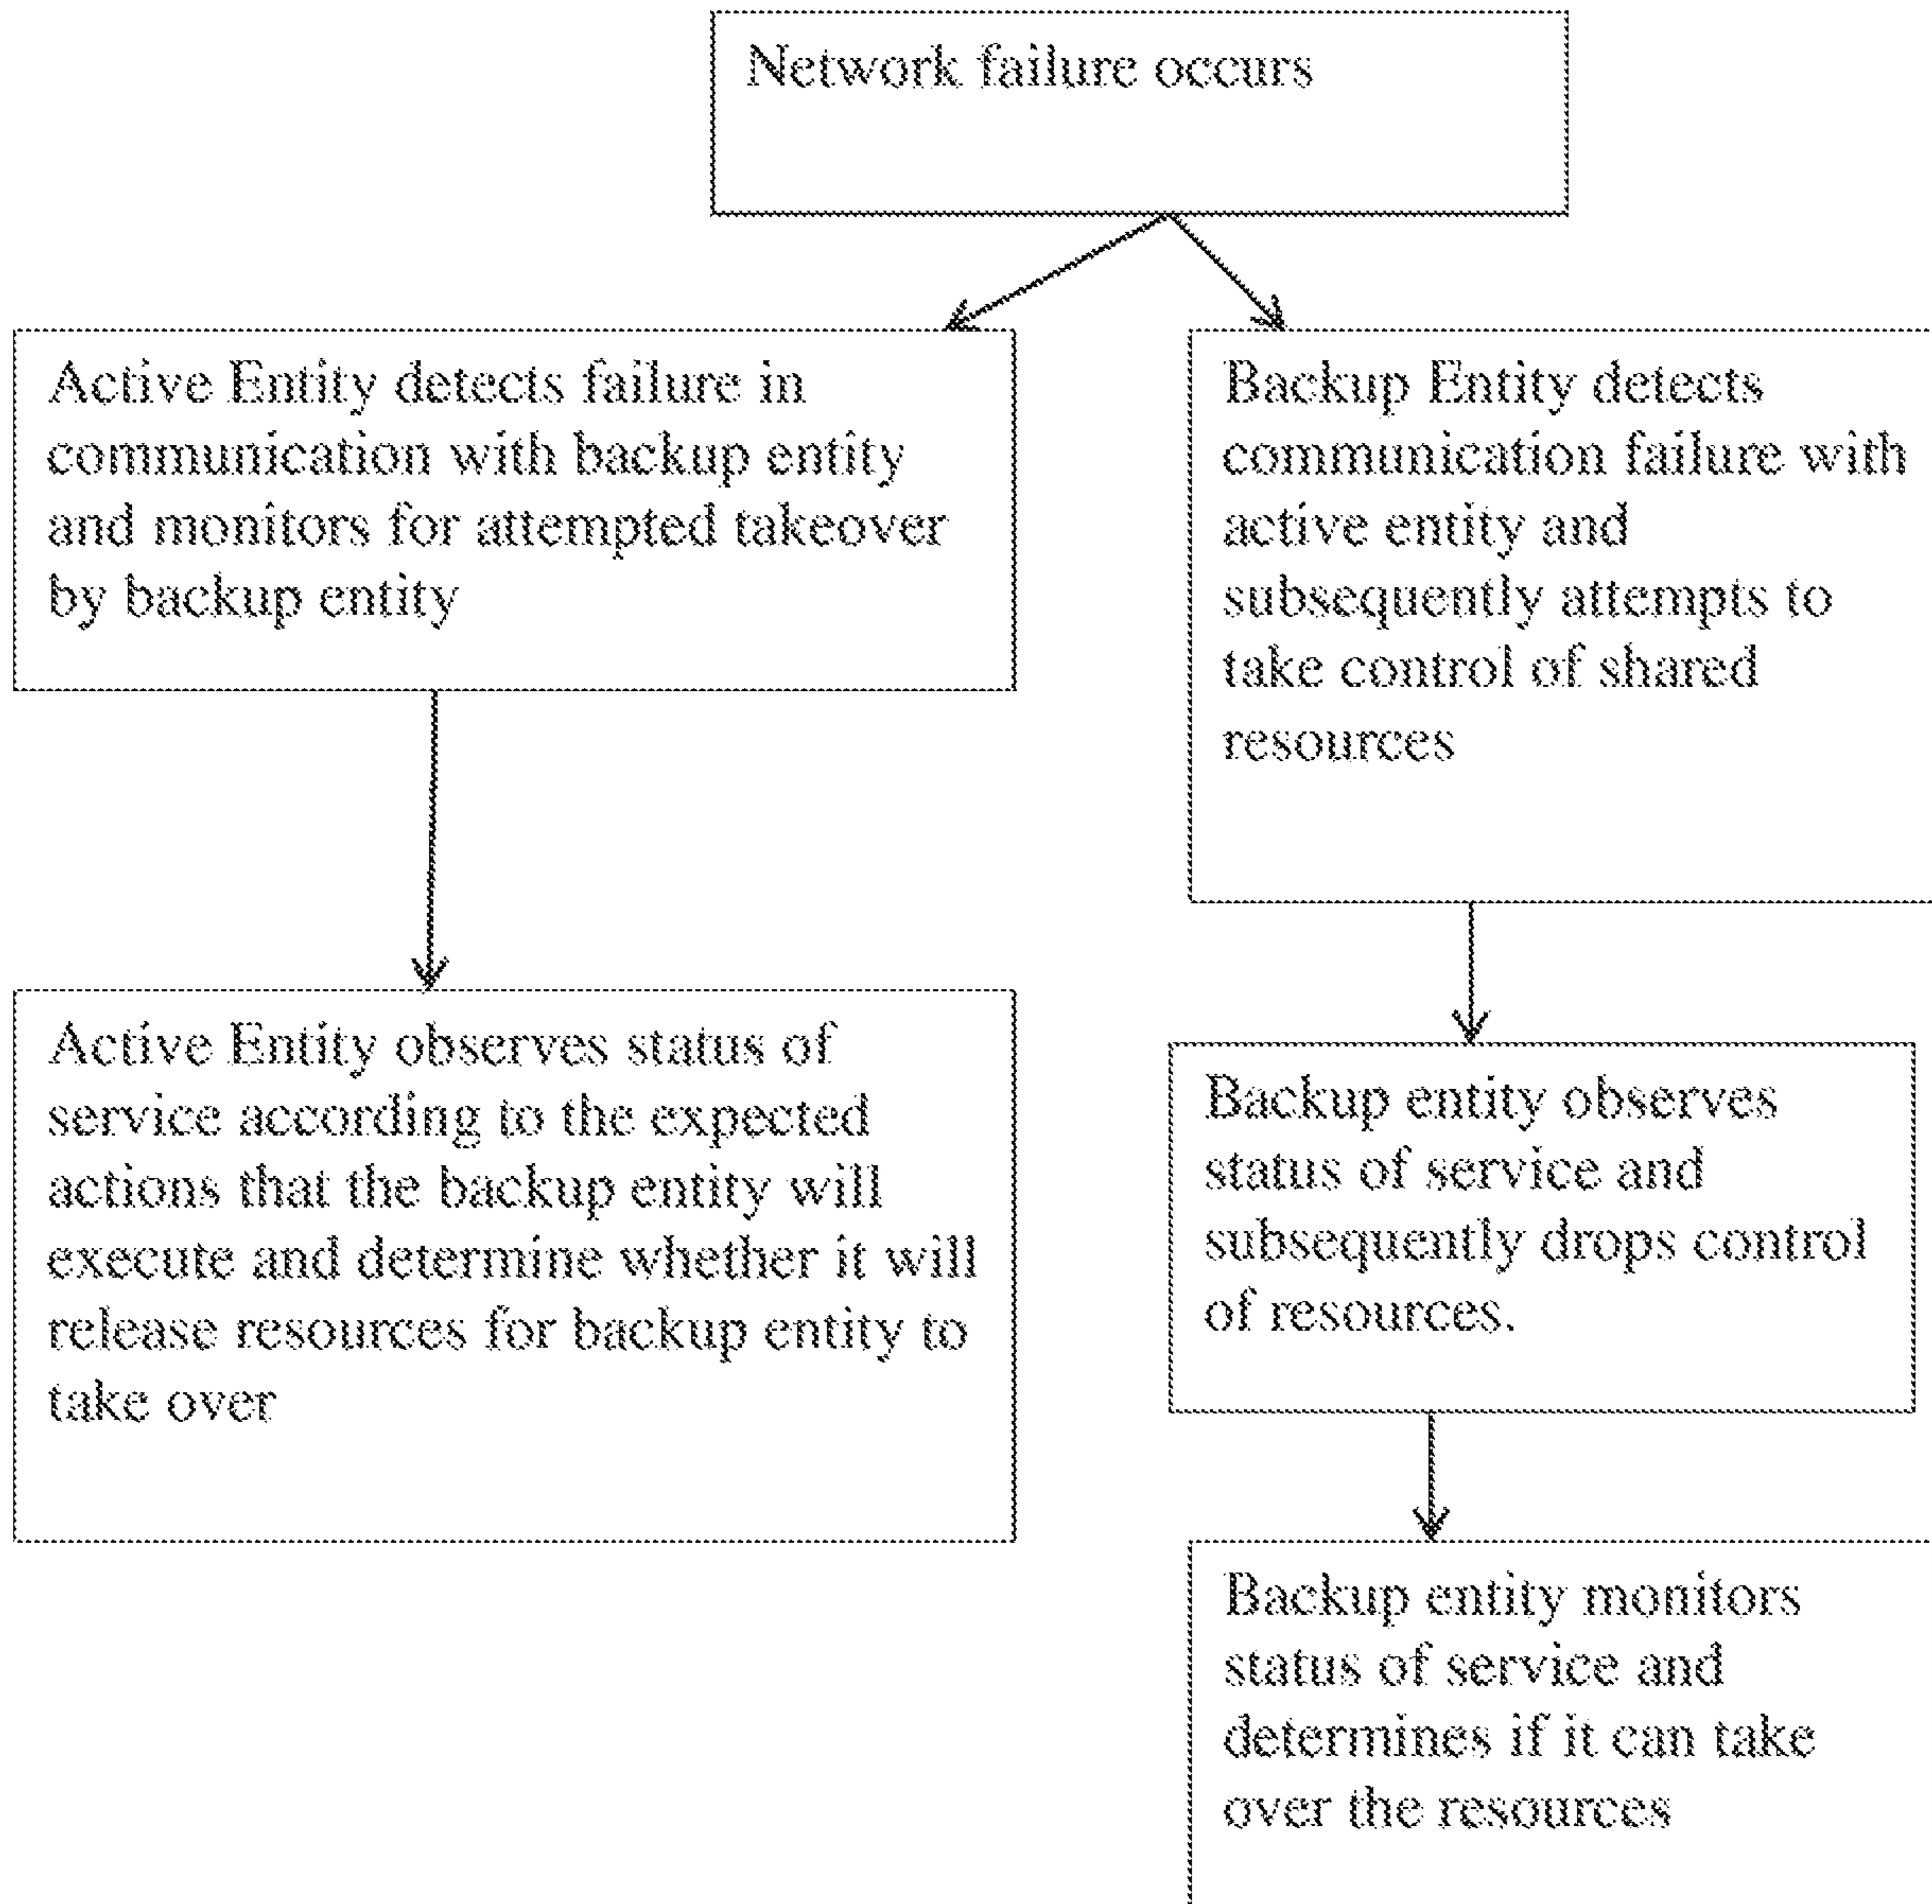 Network failure occurs
Active Entity detects failure in
communication with backup entity
and monitors for attempted takeover
by backup entity
Backup Entity detects
communication failure with
active entity and
subsequently attempts to
take control of shared
resources
Active Entity observes status of
service according to the expected
actions that the backup entity will
execute and determine whether it will
release resources for backup entity to
take over
Backup entity observes
status of service and
subsequently drops control
of resources.
Backup entity monitors
status of service and
determines if it can take
over the resources